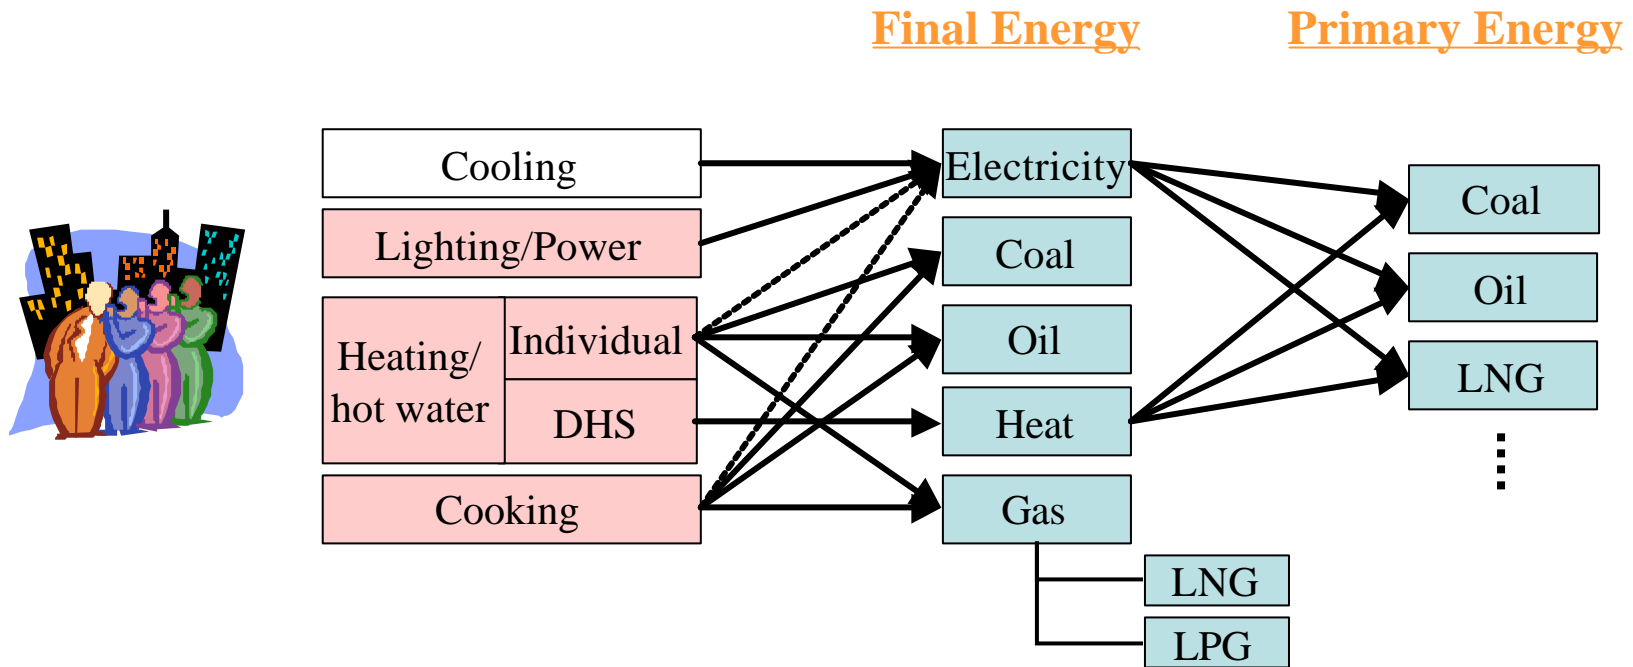 Final Energy
Primary Energy
Cooling
Lighting/Power
Heating/
hot water
Individual
DHS
Cooking
Electricity
Coal
Oil
Heat
Gas
LNG
LPG
Coal
Oil
LNG